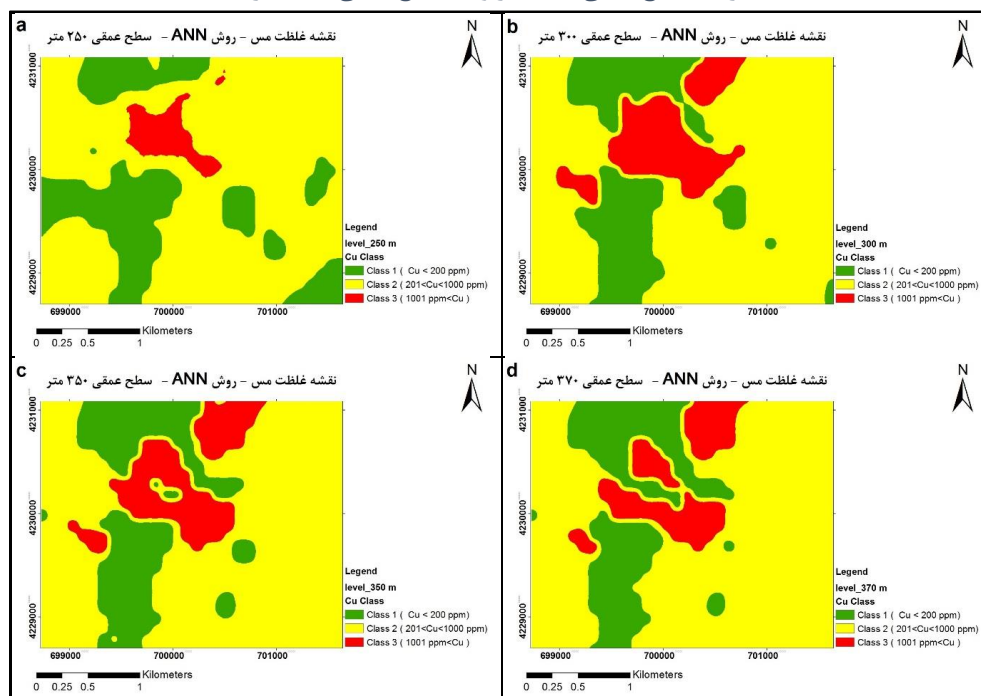 a
نقشه غلظت مس - روش ANN - سطح عمقی ۲۵۰ متر
N
4231000
4230000
4229000
699000 700000 701000
Legend
level_250 m
Cu Class
Class 1 ( Cu < 200 ppm)
Class 2 ( 201<Cu<1000 ppm)
Class 3 ( 1001 ppm<Cu )
Kilometers
0 0.25 0.5 1
b
نقشه غلظت مس - روش ANN - سطح عمقی ۳۰۰ متر
N
4231000
4230000
4229000
699000 700000 701000
Legend
level_300 m
Cu Class
Class 1 ( Cu < 200 ppm)
Class 2 ( 201<Cu<1000 ppm)
Class 3 ( 1001 ppm<Cu )
Kilometers
0 0.25 0.5 1
c
نقشه غلظت مس - روش ANN - سطح عمقی ۳۵۰ متر
N
4231000
4230000
4229000
699000 700000 701000
Legend
level_350 m
Cu Class
Class 1 ( Cu < 200 ppm)
Class 2 ( 201<Cu<1000 ppm)
Class 3 ( 1001 ppm<Cu )
Kilometers
0 0.25 0.5 1
d
نقشه غلظت مس - روش ANN - سطح عمقی ۳۷۰ متر
N
4231000
4230000
4229000
699000 700000 701000
Legend
level_370 m
Cu Class
Class 1 ( Cu < 200 ppm)
Class 2 ( 201<Cu<1000 ppm)
Class 3 ( 1001 ppm<Cu )
Kilometers
0 0.25 0.5 1